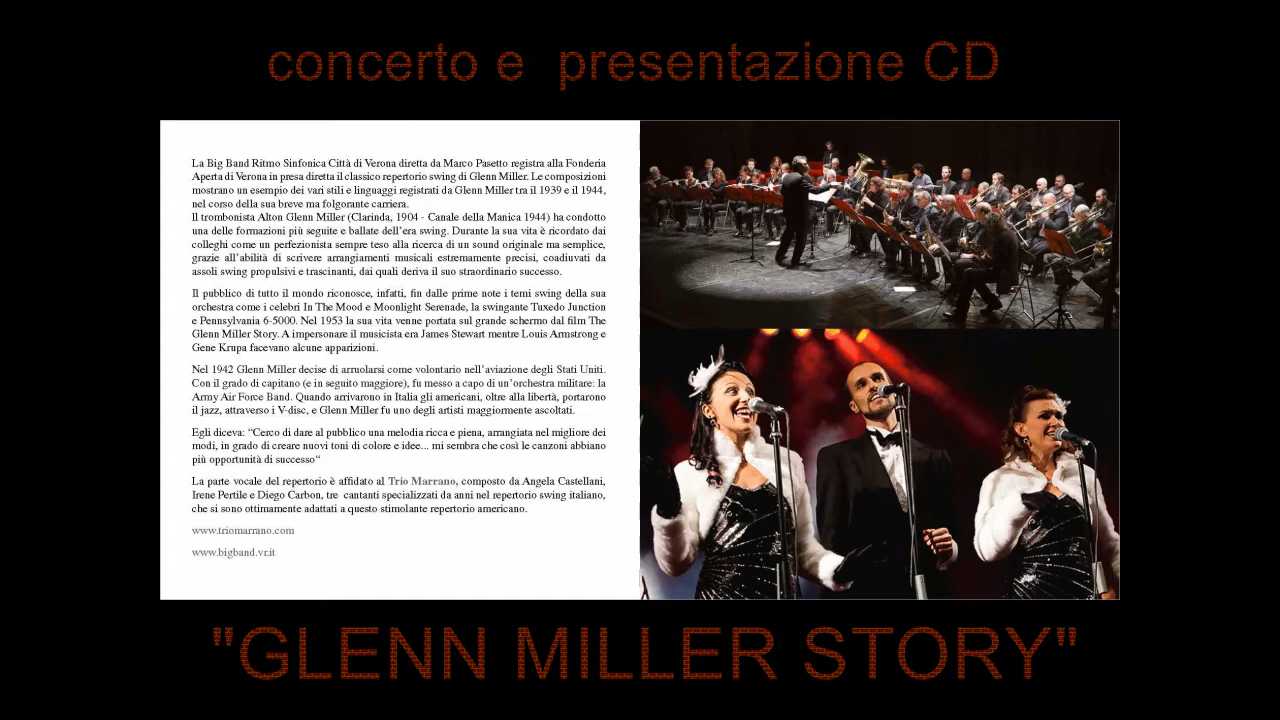 concerto e presentazione CD
La Big Band Ritmo Sinfonica Città di Verona diretta da Marco Pasetto registra alla Fonderia
Aperta di Verona in presa diretta il classico repertorio swing di Glenn Miller. Le composizioni
mostrano un esempio dei vari stili e linguaggi registrati da Glenn Miller tra il 1939 e il 1944,
nel corso della sua breve ma folgorante carriera.
Il trombonista Alton Glenn Miller (Clarinda, 1904 - Canale della Manica 1944) ha condotto
una delle formazioni più seguite e ballate dell'era swing. Durante la sua vita è ricordato dai
colleghi come un perfezionista sempre teso alla ricerca di un sound originale ma semplice,
grazie all'abilità di scrivere arrangiamenti musicali estremamente precisi, coadiuvati da
assoli swing propulsivi e trascinanti, dai quali deriva il suo straordinario successo.
Il pubblico di tutto il mondo riconosce, infatti, fin dalle prime note i temi swing della sua
orchestra come i celebri In The Mood e Moonlight Serenade, la swingante Tuxedo Junction
e Pennsylvania 6-5000. Nel 1953 la sua vita venne portata sul grande schermo dal film The
Glenn Miller Story. A impersonare il musicista era James Stewart mentre Louis Armstrong e
Gene Krupa facevano alcune apparizioni.
Nel 1942 Glenn Miller decise di arruolarsi come volontario nell'aviazione degli Stati Uniti.
Con il grado di capitano (e in seguito maggiore), fu messo a capo di un'orchestra militare: la
Army Air Force Band. Quando arrivarono in Italia gli americani, oltre alla libertà, portarono
il jazz, attraverso i V-disc, e Glenn Miller fu uno degli artisti maggiormente ascoltati.
Egli diceva: "Cerco di dare al pubblico una melodia ricca e piena, arrangiata nel migliore dei
modi, in grado di creare nuovi toni di colore e idee... mi sembra che così le canzoni abbiano
più opportunità di successo"
La parte vocale del repertorio è affidato al Trio Marrano, composto da Angela Castellani,
Irene Pertile e Diego Carbon, tre cantanti specializzati da anni nel repertorio swing italiano,
che si sono ottimamente adattati a questo stimolante repertorio americano.
www.triomarrano.com
www.bigband.vr.it
"GLENN MILLER STORY"